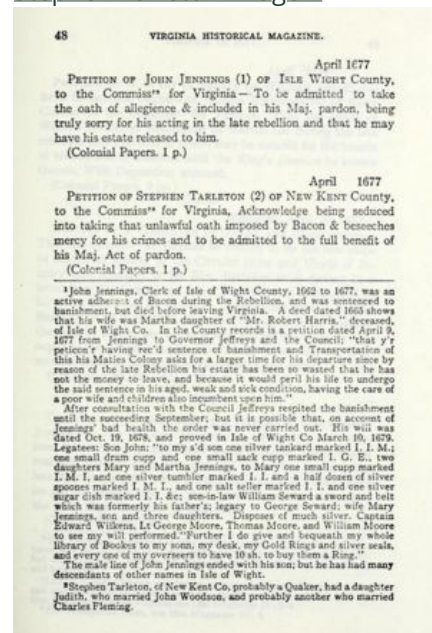 48 VIRGINIA HISTORICAL MAGAZINE.
April 1677
PETITION OF JOHN JENNINGS (1) OF ISLE WIGHT COUNTY,
to the Commissrs for Virginia—To be admitted to take
the oath of allegience & included in his Maj. pardon, being
truly sorry for his acting in the late rebellion and that he may
have his estate released to him.
(Colonial Papers. 1 p.)
April 1677
PETITION OF STEPHEN TARLETON (2) OF NEW KENT COUNTY,
to the Commissrs for Virginia, Acknowledge being seduced
into taking that unlawful oath imposed by Bacon & beseeches
mercy for his crimes and to be admitted to the full benefit of
his Maj. Act of pardon.
(Colonial Papers. 1 p.)
¹John Jennings, Clerk of Isle of Wight County, 1662 to 1677, was an
active adherent of Bacon during the Rebellion, and was sentenced to
banishment, but died before leaving Virginia. A deed dated 1665 shows
that his wife was Martha daughter of "Mr. Robert Harris," deceased,
of Isle of Wight Co. In the County records is a petition dated April 9,
1677 from Jennings to Governor Jeffreys and the Council; "that y'r
peticon'r having rec'd sentence of banishment and Transportation of
this his Maties Colony asks for a larger time for his departure since by
reason of the late Rebellion his estate has been so wasted that he has
not the money to leave, and because it would peril his life to undergo
the said sentence in his aged, weak and sick condition, having the care of
a poor wife and children also incumbent upon him."
After consultation with the Council Jeffreys respited the banishment
until the succeeding September; but it is possible that, on account of
Jennings' bad health the order was never carried out. His will was
dated Oct. 19, 1678, and proved in Isle of Wight Co March 10, 1679.
Legatees: Son John; "to my s'd son one silver tankard marked I. I. M.;
one small dram cupp and one small sack cupp marked I. G. E., two
daughters Mary and Martha Jennings, to Mary one small cupp marked
I. M. I, and one silver tumbler marked I. I. and a half dozen of silver
spoones marked I. M. I., and one salt seller marked I. I. and one silver
sugar dish marked I. I. &c; son-in-law William Seward a sword and belt
which was formerly his father's; legacy to George Seward; wife Mary
Jennings, son and three daughters. Disposes of much silver. Captain
Edward Wilkens, Lt George Moore, Thomas Moore, and William Moore
to see my will performed."Further I do give and bequeath my whole
library of Bookes to my sonn, my desk, my Gold Rings and silver seals,
and every one of my overseers to have 10 sh. to buy them a Ring."
The male line of John Jennings ended with his son; but he has had many
descendants of other names in Isle of Wight.
²Stephen Tarleton, of New Kent Co, probably a Quaker, had a daughter
Judith, who married John Woodson, and probably another who married
Charles Fleming.